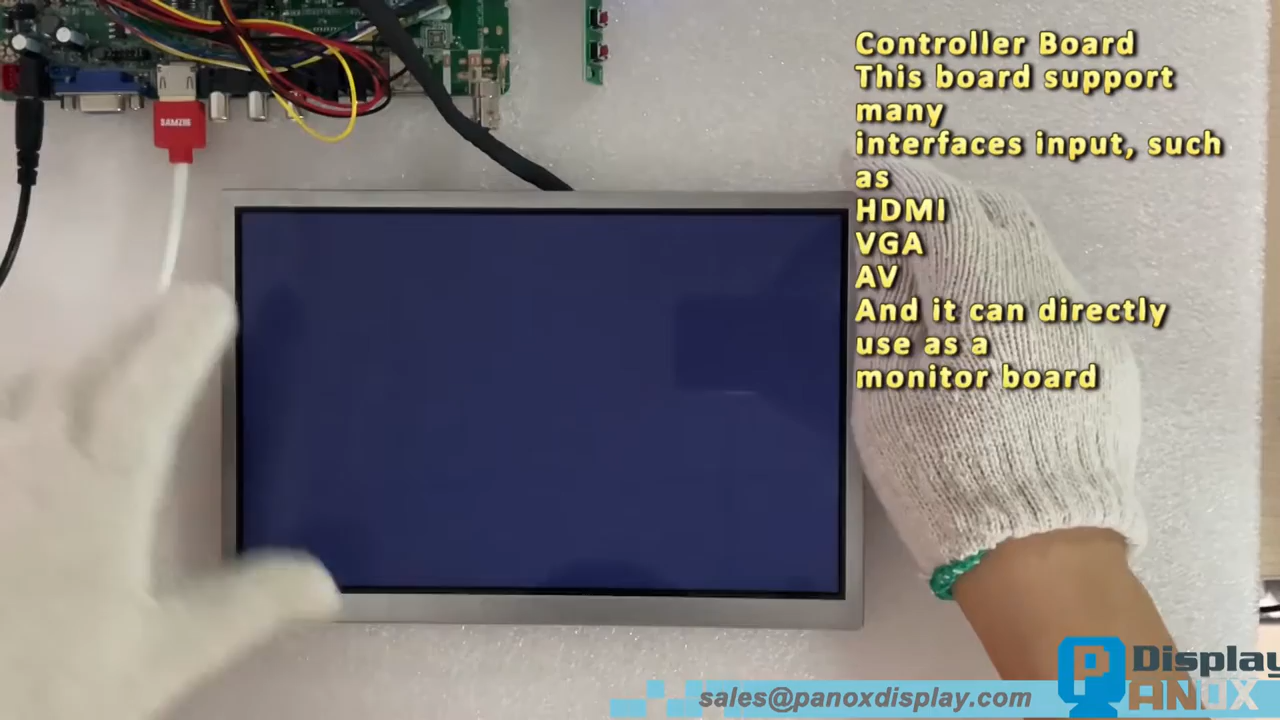 Controller Board
This board support
many
interfaces input, such
as
HDMI
VGA
AV
And it can directly
use as a
monitor board
SAMZHE
sales@panoxdisplay.com
Display
PANOX